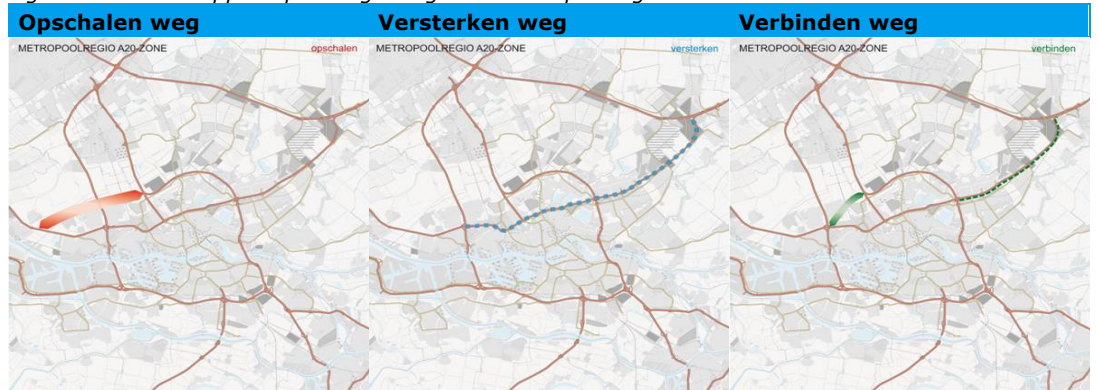 Opschalen weg
Versterken weg
Verbinden weg
METROPOOLREGIO A20-ZONE
opschalen
METROPOOLREGIO A20-ZONE
versterken
METROPOOLREGIO A20-ZONE
verbinden